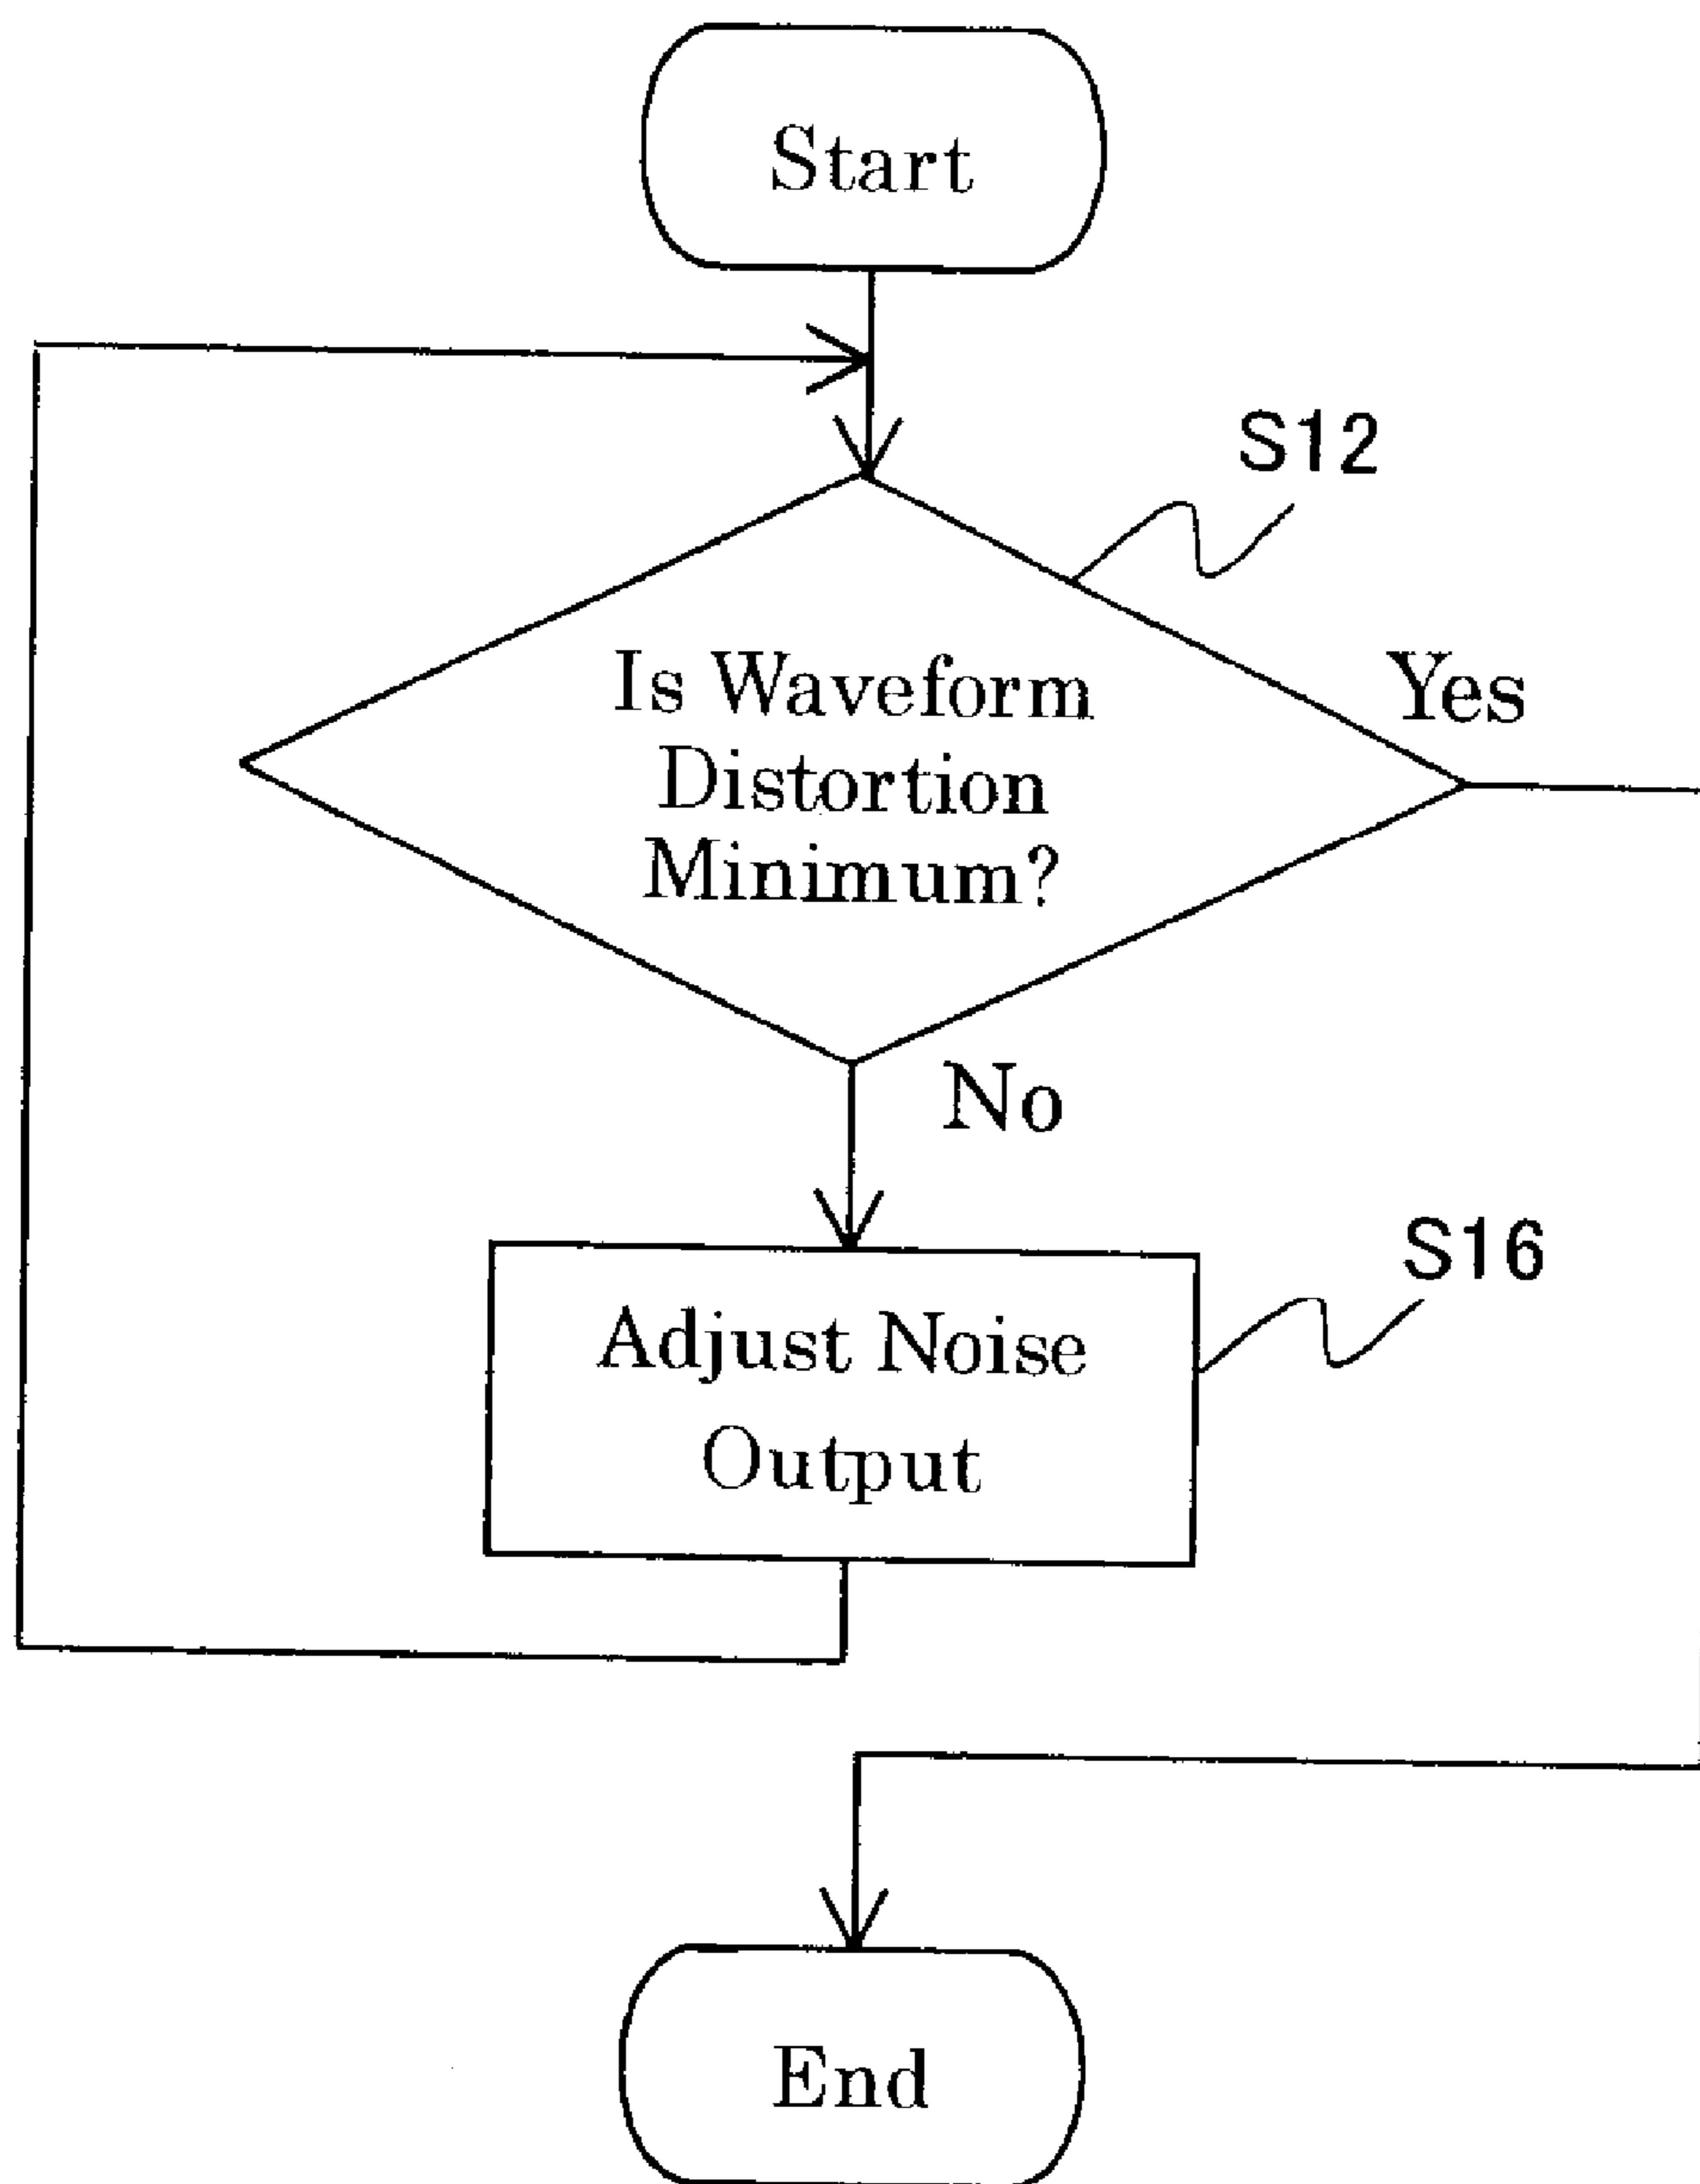 Start
S12
Is Waveform
Distortion
Minimum?
Yes
No
S16
Adjust Noise
Output
End